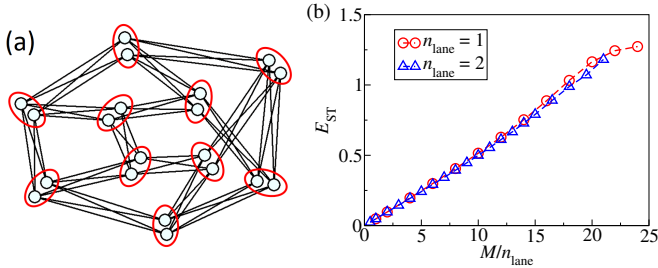 (a)
(b)
1.5
1
0.5
0
E_ST
n_lane = 1
n_lane = 2
0 5 10 15 20 25
M/n_lane